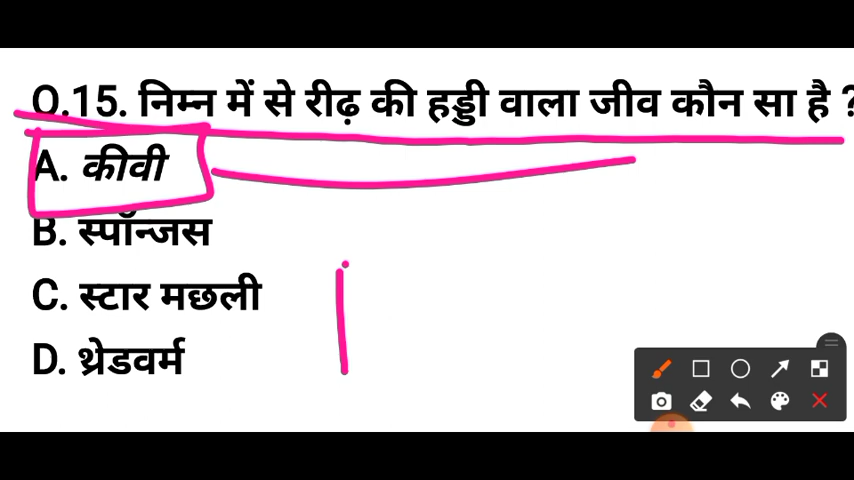 Q.15. निम्न में से रीढ़ की हड्डी वाला जीव कौन सा है ?
A. कीवी
B. स्पॉन्जस
C. स्टार मछली
D. थ्रेडवर्म